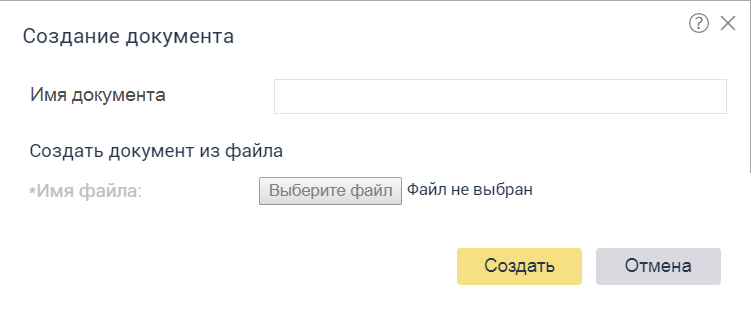 Создание документа
Имя документа
Создать документ из файла
*Имя файла: Выберите файл Файл не выбран
Создать Отмена